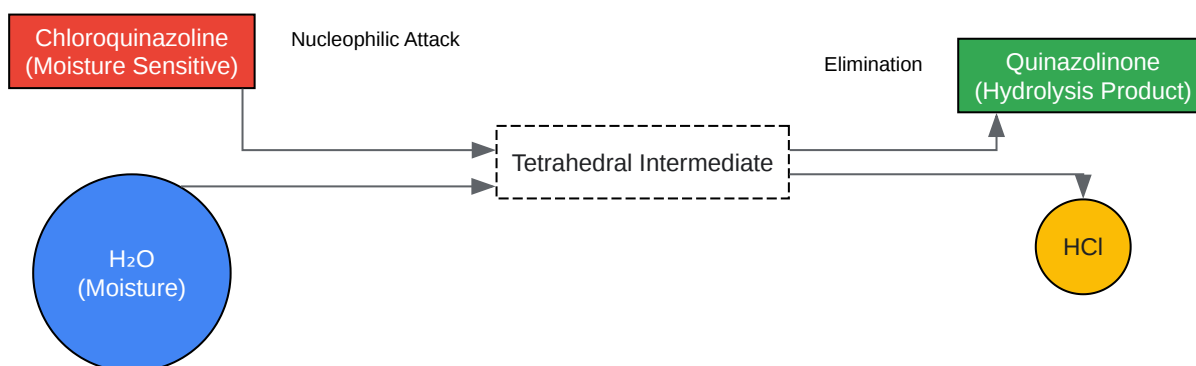 Chloroquinazoline
(Moisture Sensitive)
Nucleophilic Attack
Elimination
Quinazolinone
(Hydrolysis Product)
Tetrahedral Intermediate
H₂O
(Moisture)
HCl